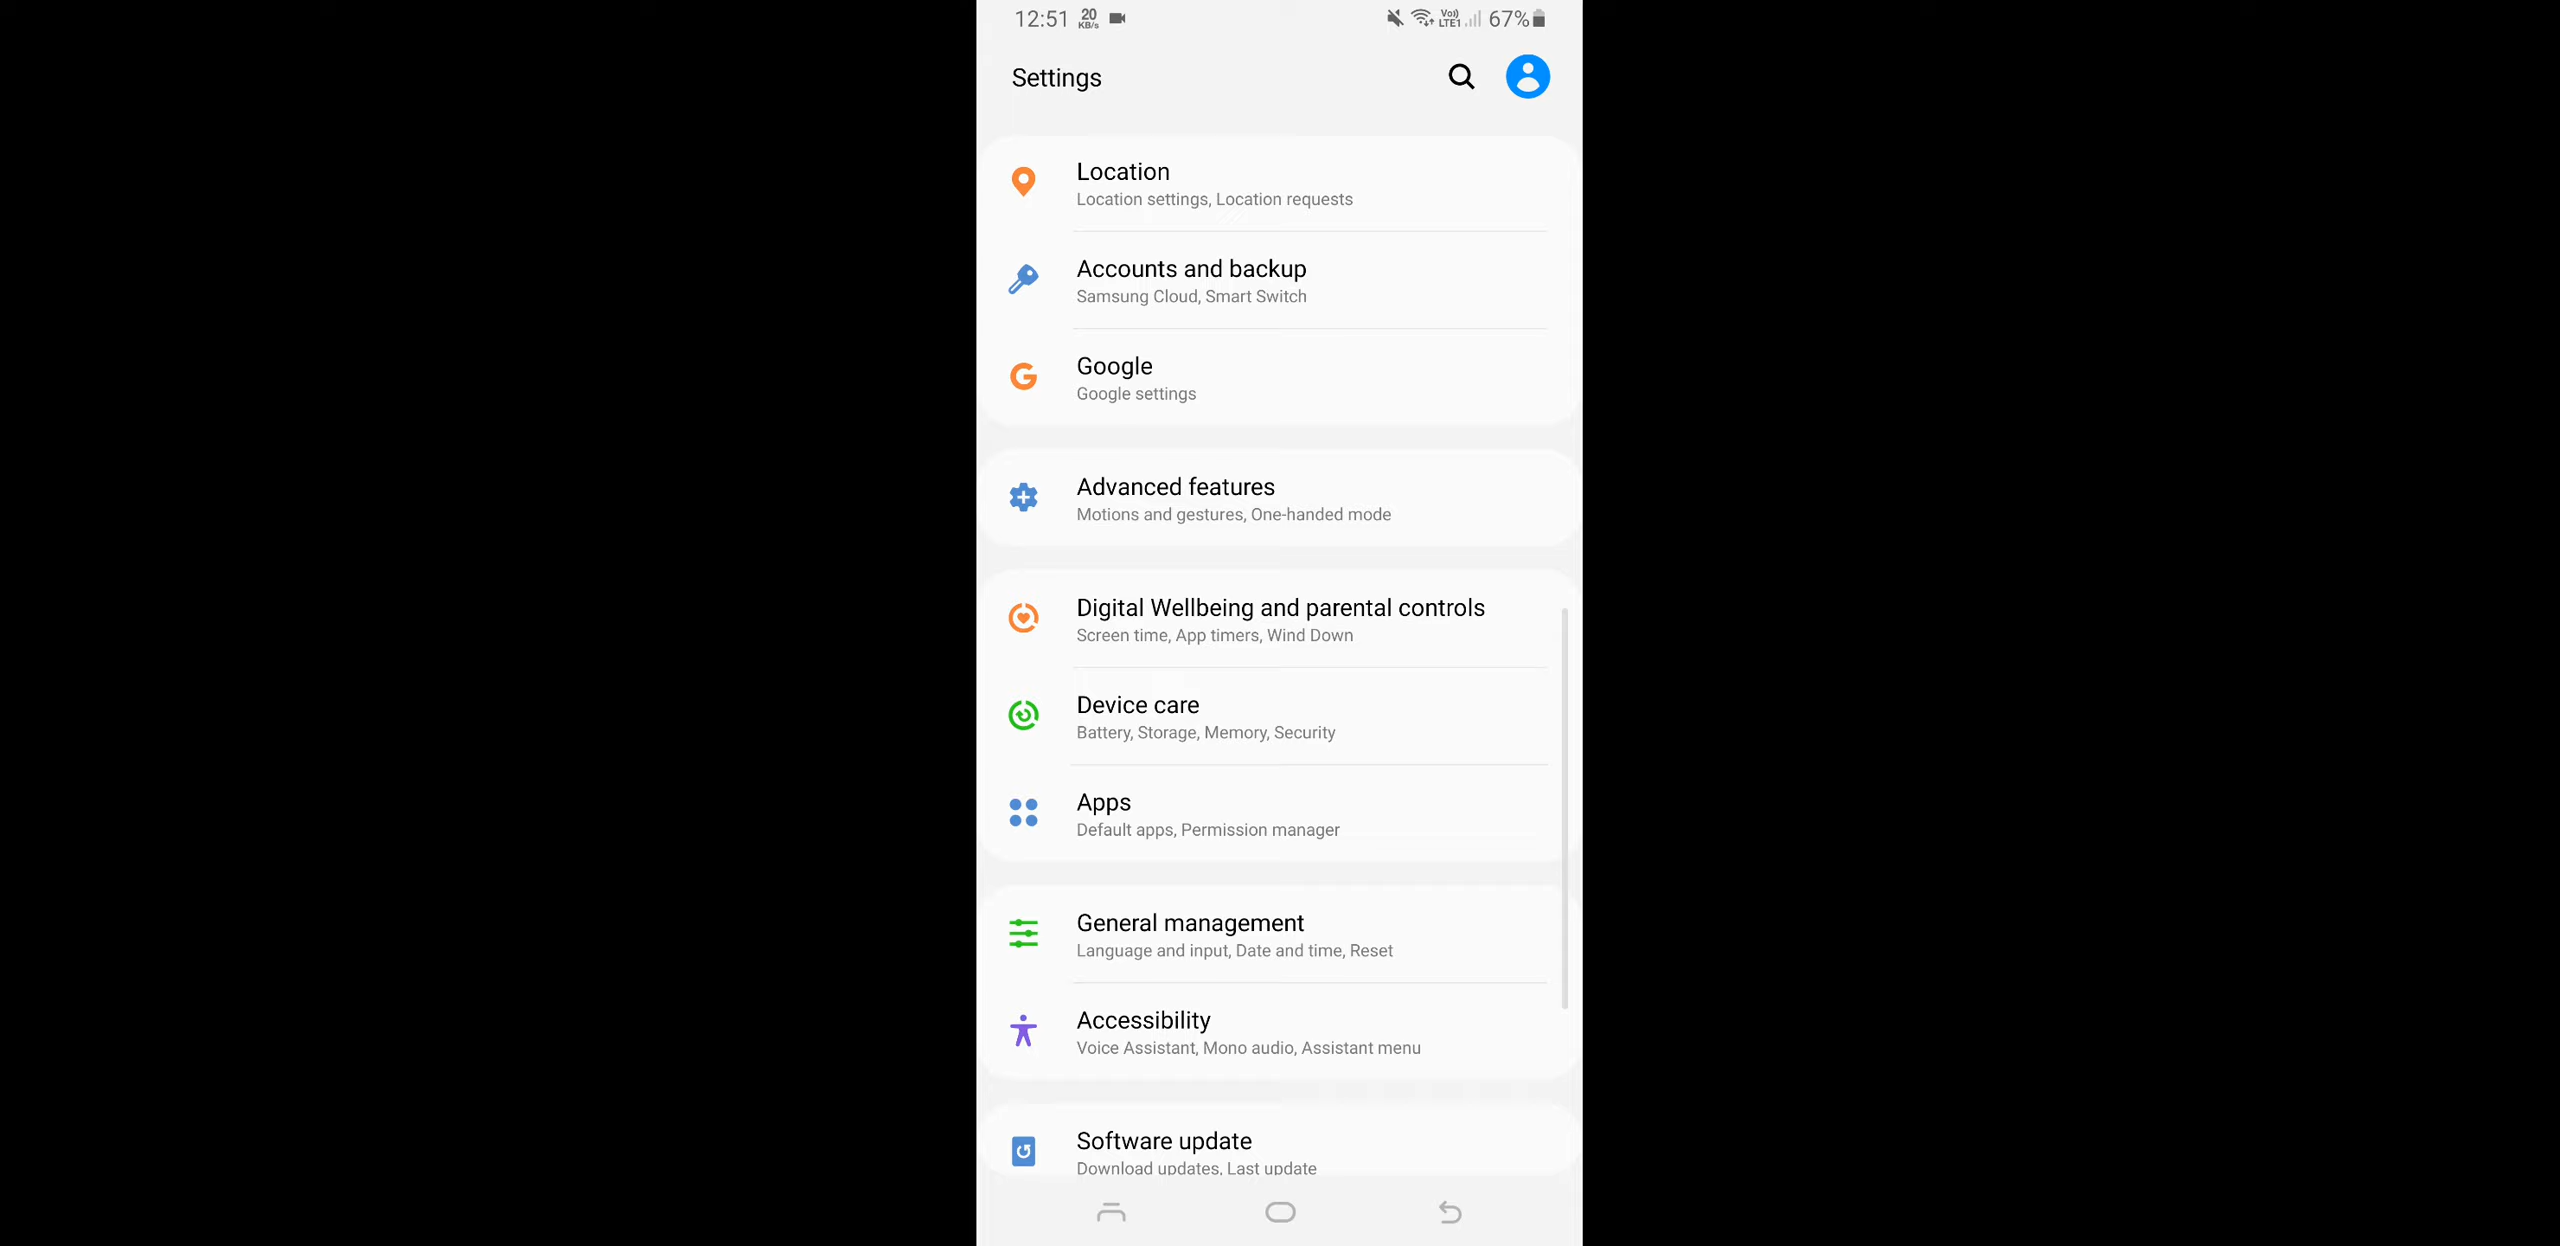 12:51 20 KB/s Vo) LTE1 67%
Settings
Location
Location settings, Location requests
Accounts and backup
Samsung Cloud, Smart Switch
Google
Google settings
Advanced features
Motions and gestures, One-handed mode
Digital Wellbeing and parental controls
Screen time, App timers, Wind Down
Device care
Battery, Storage, Memory, Security
Apps
Default apps, Permission manager
General management
Language and input, Date and time, Reset
Accessibility
Voice Assistant, Mono audio, Assistant menu
Software update
Download updates, Last update